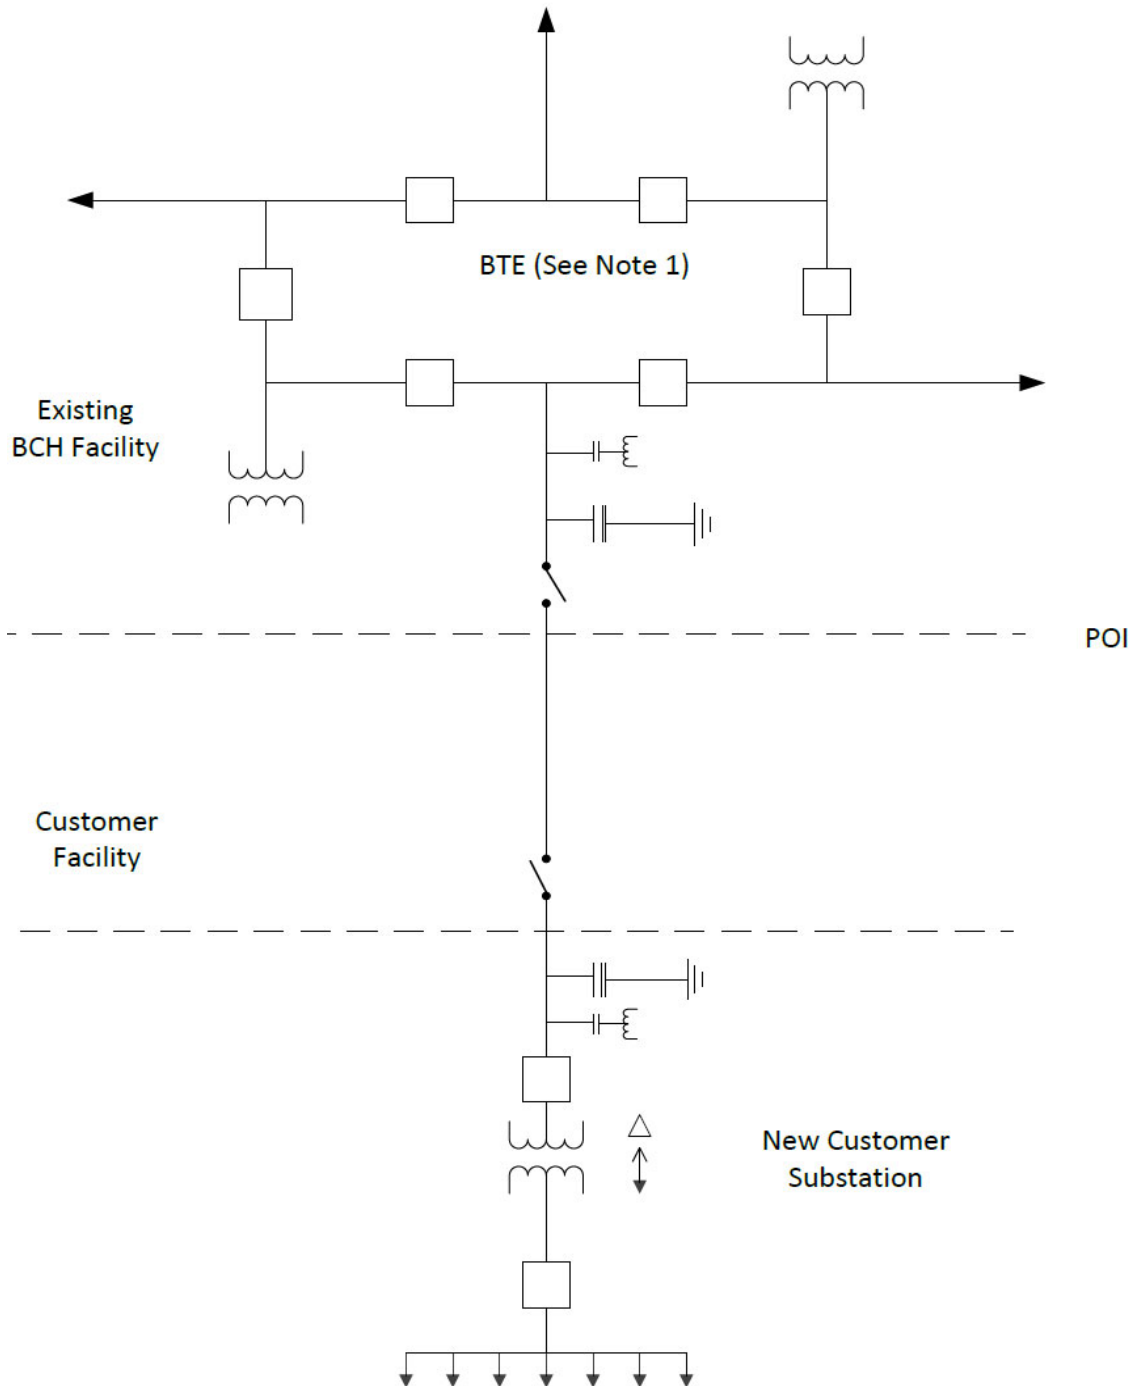 BTE (See Note 1)
Existing
BCH Facility
POI
Customer
Facility
New Customer
Substation